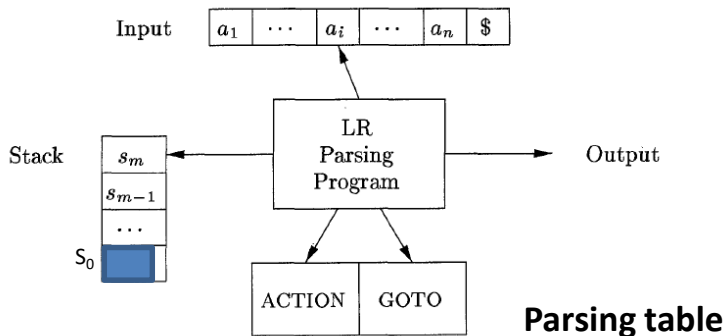 Input
a₁ ⋯ aᵢ ⋯ aₙ $
LR
Parsing
Program
Stack
sₘ
sₘ₋₁
⋯
S₀
Output
ACTION GOTO
Parsing table